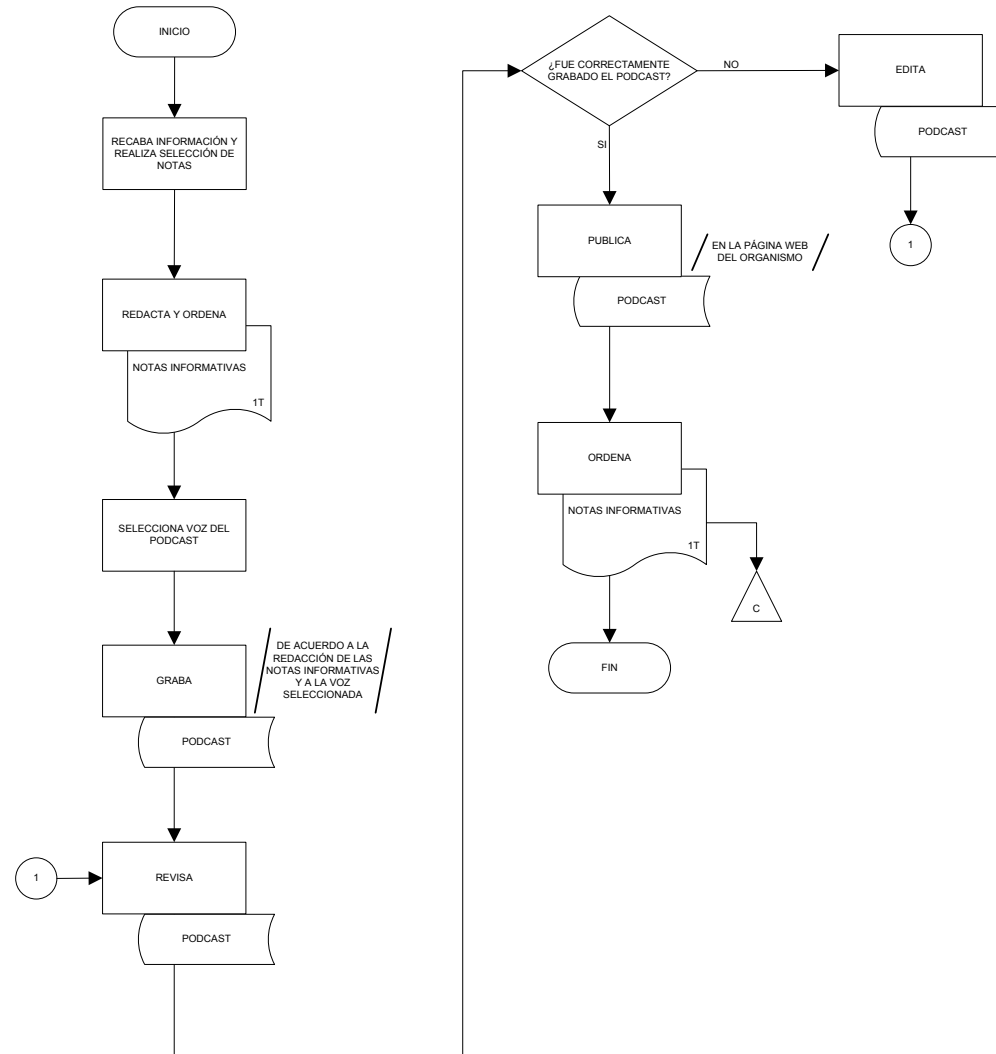 INICIO
RECABA INFORMACIÓN Y
REALIZA SELECCIÓN DE
NOTAS
REDACTA Y ORDENA
NOTAS INFORMATIVAS
1T
SELECCIONA VOZ DEL
PODCAST
GRABA
DE ACUERDO A LA
REDACCIÓN DE LAS
NOTAS INFORMATIVAS
Y A LA VOZ
SELECCIONADA
PODCAST
1
REVISA
PODCAST
¿FUE CORRECTAMENTE
GRABADO EL PODCAST?
NO
EDITA
PODCAST
1
SI
PUBLICA
EN LA PÁGINA WEB
DEL ORGANISMO
PODCAST
ORDENA
NOTAS INFORMATIVAS
1T
C
FIN